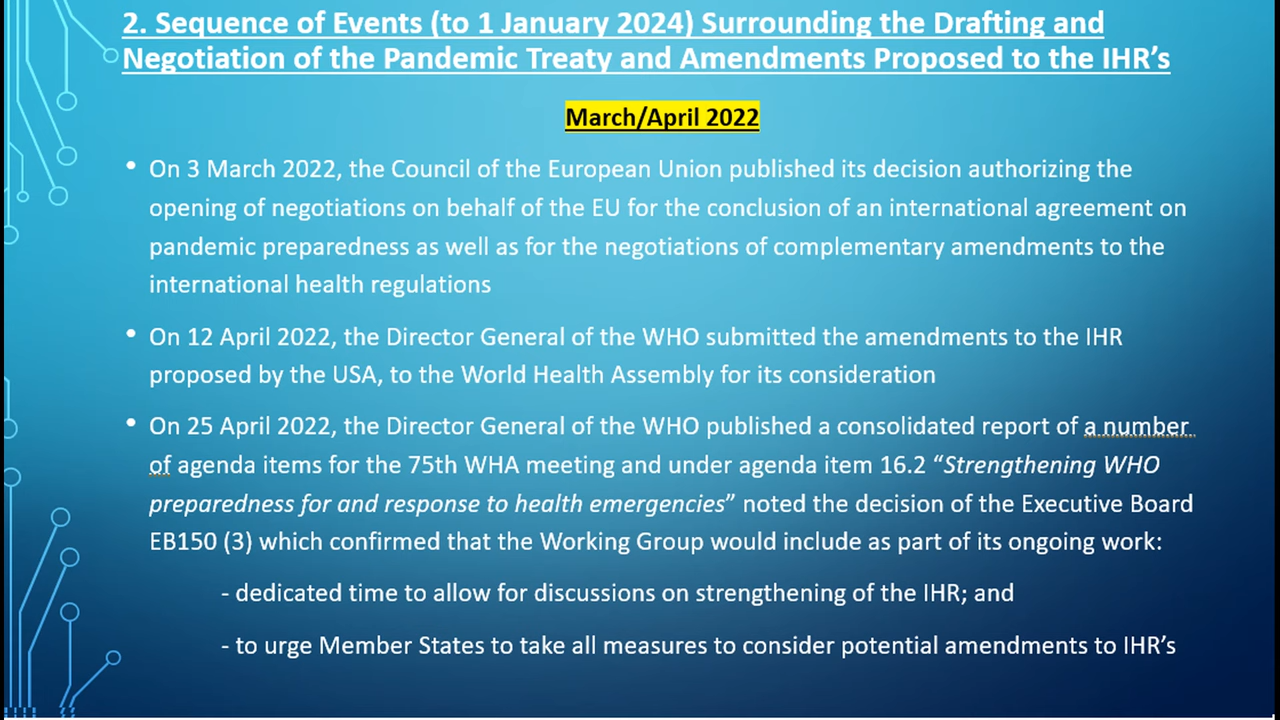 2. Sequence of Events (to 1 January 2024) Surrounding the Drafting and
Negotiation of the Pandemic Treaty and Amendments Proposed to the IHR’s
March/April 2022
• On 3 March 2022, the Council of the European Union published its decision authorizing the
opening of negotiations on behalf of the EU for the conclusion of an international agreement on
pandemic preparedness as well as for the negotiations of complementary amendments to the
international health regulations
• On 12 April 2022, the Director General of the WHO submitted the amendments to the IHR
proposed by the USA, to the World Health Assembly for its consideration
• On 25 April 2022, the Director General of the WHO published a consolidated report of a number
of agenda items for the 75th WHA meeting and under agenda item 16.2 “Strengthening WHO
preparedness for and response to health emergencies” noted the decision of the Executive Board
EB150 (3) which confirmed that the Working Group would include as part of its ongoing work:
- dedicated time to allow for discussions on strengthening of the IHR; and
- to urge Member States to take all measures to consider potential amendments to IHR’s